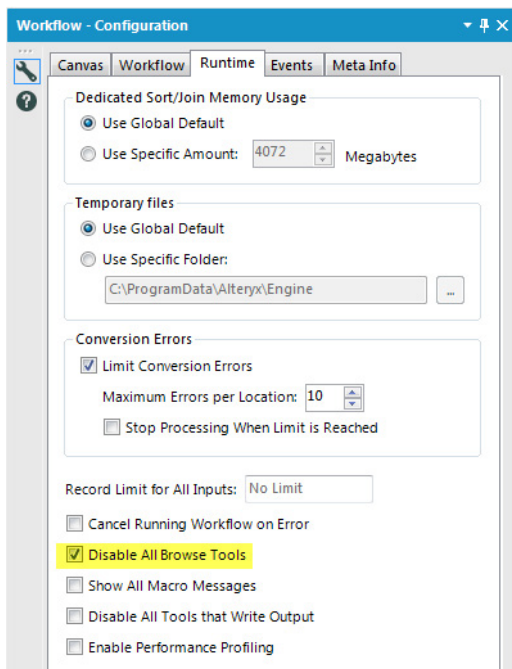 Workflow - Configuration
Canvas Workflow Runtime Events Meta Info
Dedicated Sort/Join Memory Usage
Use Global Default
Use Specific Amount: 4072 Megabytes
Temporary files
Use Global Default
Use Specific Folder:
C:\ProgramData\Alteryx\Engine ...
Conversion Errors
Limit Conversion Errors
Maximum Errors per Location: 10
Stop Processing When Limit is Reached
Record Limit for All Inputs: No Limit
Cancel Running Workflow on Error
Disable All Browse Tools
Show All Macro Messages
Disable All Tools that Write Output
Enable Performance Profiling